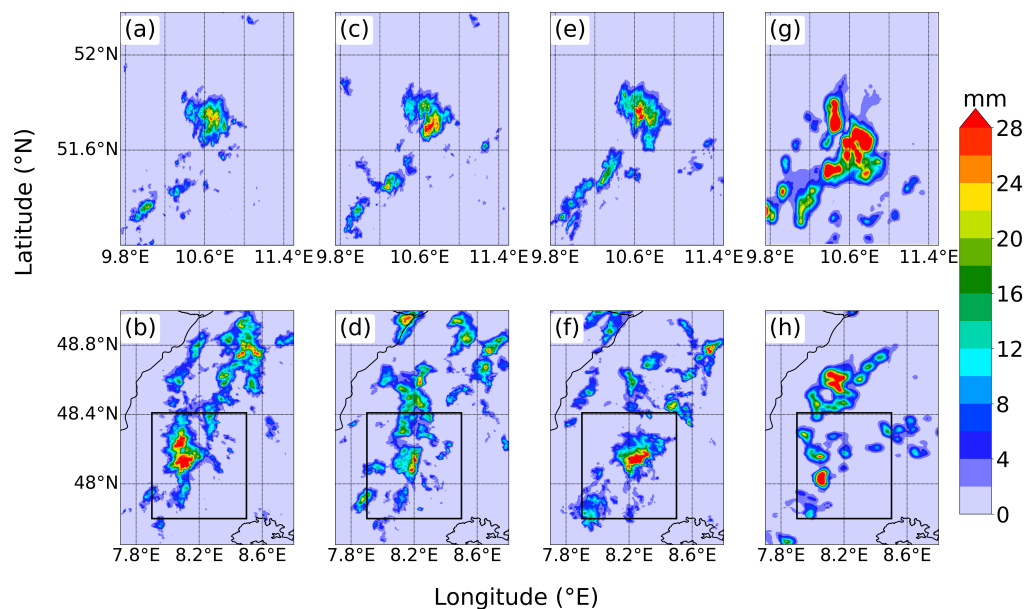 (a) (c) (e) (g)
mm
52°N
51.6°N
9.8°E 10.6°E 11.4°E 9.8°E 10.6°E 11.4°E 9.8°E 10.6°E 11.4°E 9.8°E 10.6°E 11.4°E
28
24
20
16
12
8
4
0
Latitude (°N)
(b) (d) (f) (h)
48.8°N
48.4°N
48°N
7.8°E 8.2°E 8.6°E 7.8°E 8.2°E 8.6°E 7.8°E 8.2°E 8.6°E 7.8°E 8.2°E 8.6°E
Longitude (°E)